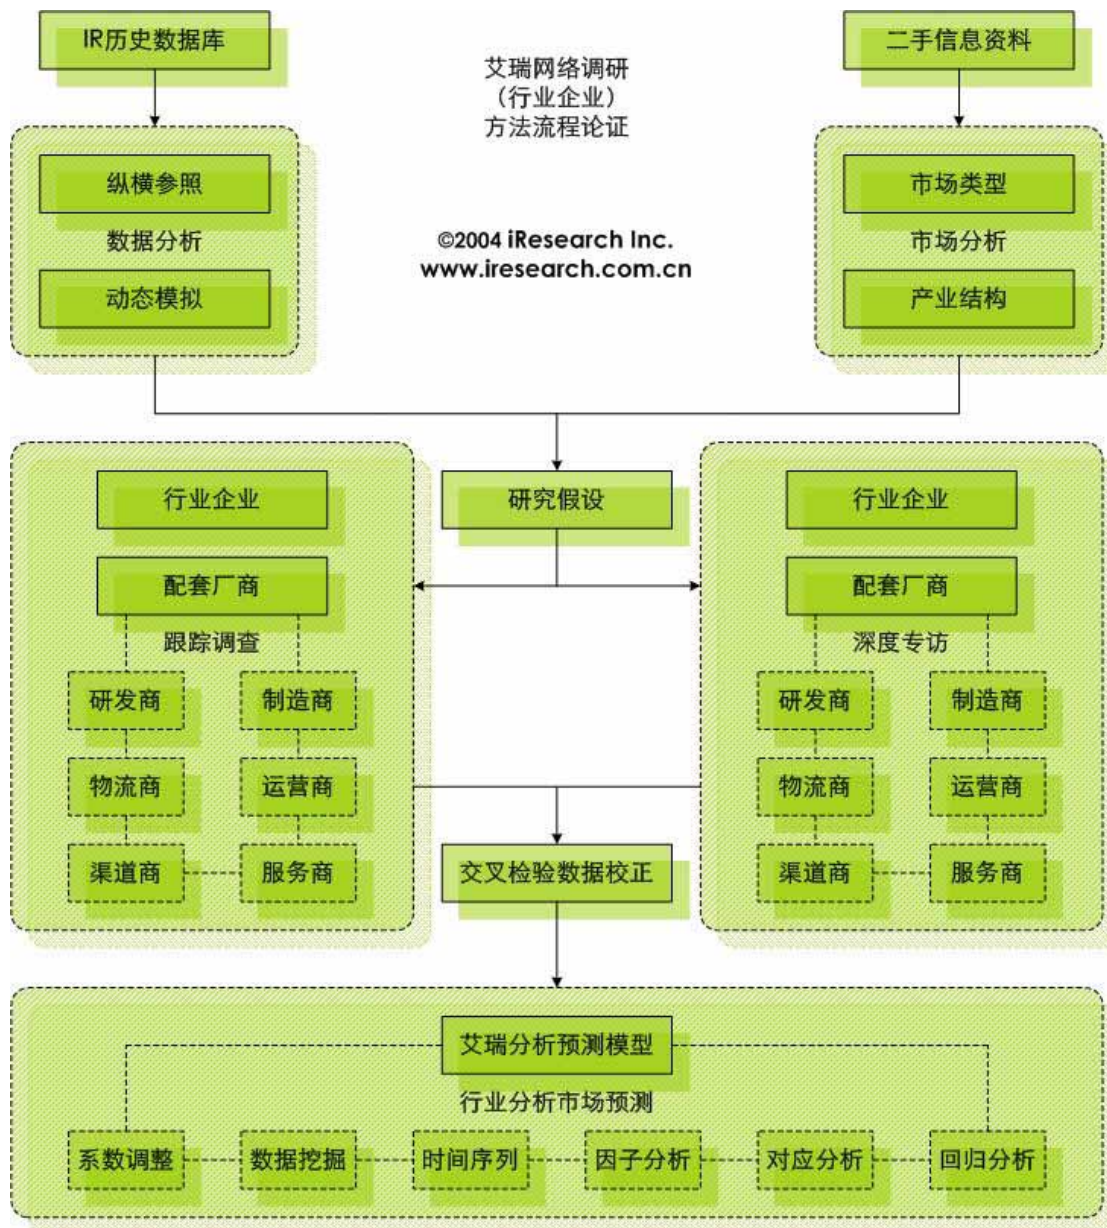 IR历史数据库
二手信息资料
艾瑞网络调研
（行业企业）
方法流程论证
纵横参照
数据分析
动态模拟
©2004 iResearch Inc.
www.iresearch.com.cn
市场类型
市场分析
产业结构
行业企业
配套厂商
跟踪调查
研发商
制造商
物流商
运营商
渠道商
服务商
研究假设
行业企业
配套厂商
深度专访
研发商
制造商
物流商
运营商
渠道商
服务商
交叉检验数据校正
艾瑞分析预测模型
行业分析市场预测
系数调整
数据挖掘
时间序列
因子分析
对应分析
回归分析